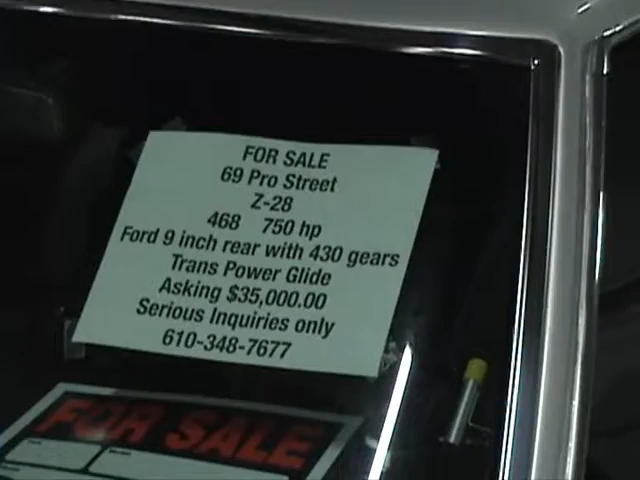 FOR SALE
69 Pro Street
Z-28
468 750 hp
Ford 9 inch rear with 430 gears
Trans Power Glide
Asking $35,000.00
Serious Inquiries only
610-348-7677
FOR SALE